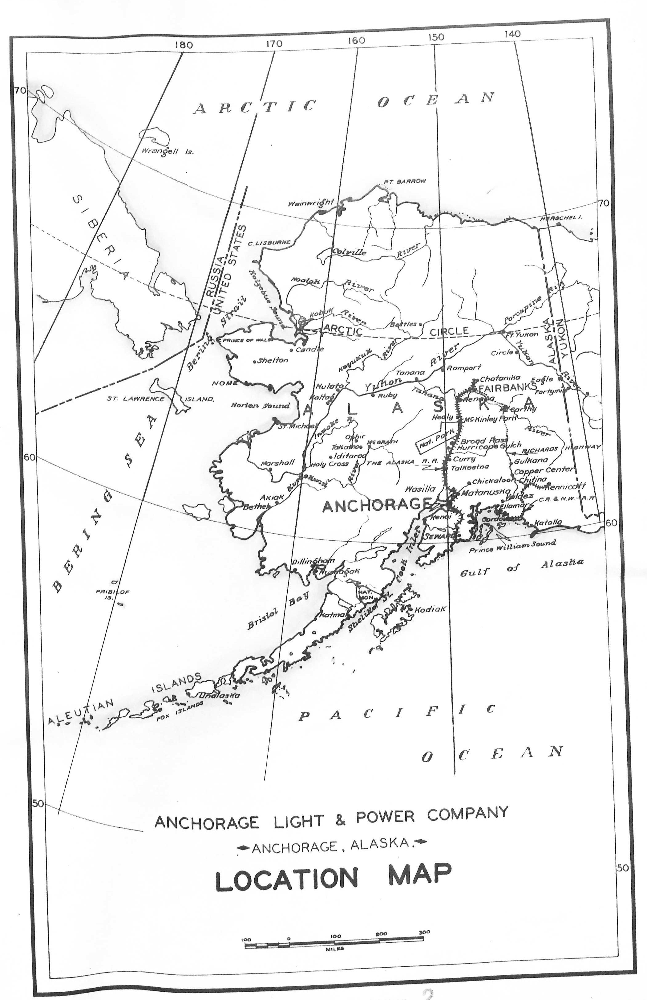 180 170 160 150 140
70
ARCTIC OCEAN
Wrangell Is.
PT. BARROW
Wainwright
70
HERSCHEL I.
SIBERIA
C. LISBURNE
RUSSIA
UNITED STATES
Colville River
Kotzebue Sound
Noatak River
Bering Strait
Kobuk River
Porcupine Riv.
Bettles
ARCTIC CIRCLE
Ft. Yukon
ALASKA
YUKON
C. PRINCE OF WALES
Candle
Circle
Yukon River
Shelton
Koyukuk River
Rampart
Tanana
Yukon River
Chatanika
Eagle
NOME
Nulato
FAIRBANKS
Fortymile
Ruby
Tanana
ST. LAWRENCE ISLAND.
Kaltag
Nenana
Norton Sound
ALASKA
McCarthy
Healy
McKinley Park
St. Michael
Innoke R.
River
Nat. Park
Ophir
McGRATH
Broad Pass
Takotna
Hurricane Gulch
RICHARDS HIGHWAY
Iditarod
60
Marshall
Holy Cross
THE ALASKA R. R.
Curry
Gulkana
Talkeetna
Copper Center
Kuskokwin River
Chickaloon
Chitina
Kennicott
Wasilla
Matanuska
Valdez
Akiak
C.R. & N.W. R.R.
ANCHORAGE
Ellamar
Bethel
Kenai
Cordova
Katalla
60
BERING SEA
SEWARD
Prince William Sound
Cook Inlet
Dillingham
Nushagak
Gulf of Alaska
PRIBILOF
IS.
NAT.
MON.
Bristol Bay
Katmai
Shelikof St.
Kodiak
ALEUTIAN ISLANDS
Unalaska
FOX ISLANDS
PACIFIC
OCEAN
50
ANCHORAGE LIGHT & POWER COMPANY
ANCHORAGE, ALASKA.
50
LOCATION MAP
100 0 100 200 300
MILES